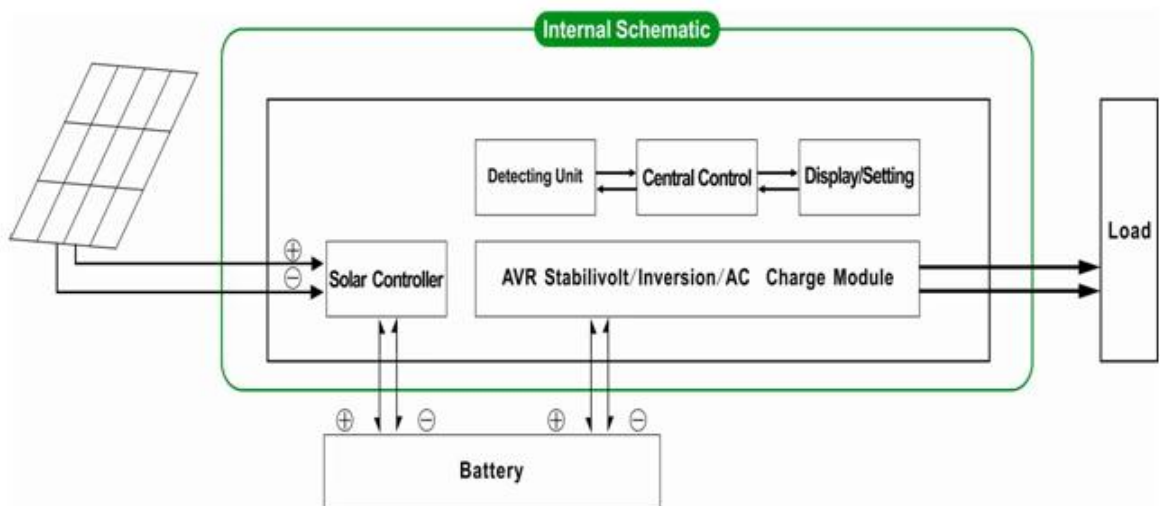 Internal Schematic
Detecting Unit
Central Control
Display/Setting
Load
⊕
⊖
Solar Controller
AVR Stabilivolt/Inversion/AC Charge Module
⊕ ⊖ ⊕ ⊖
Battery